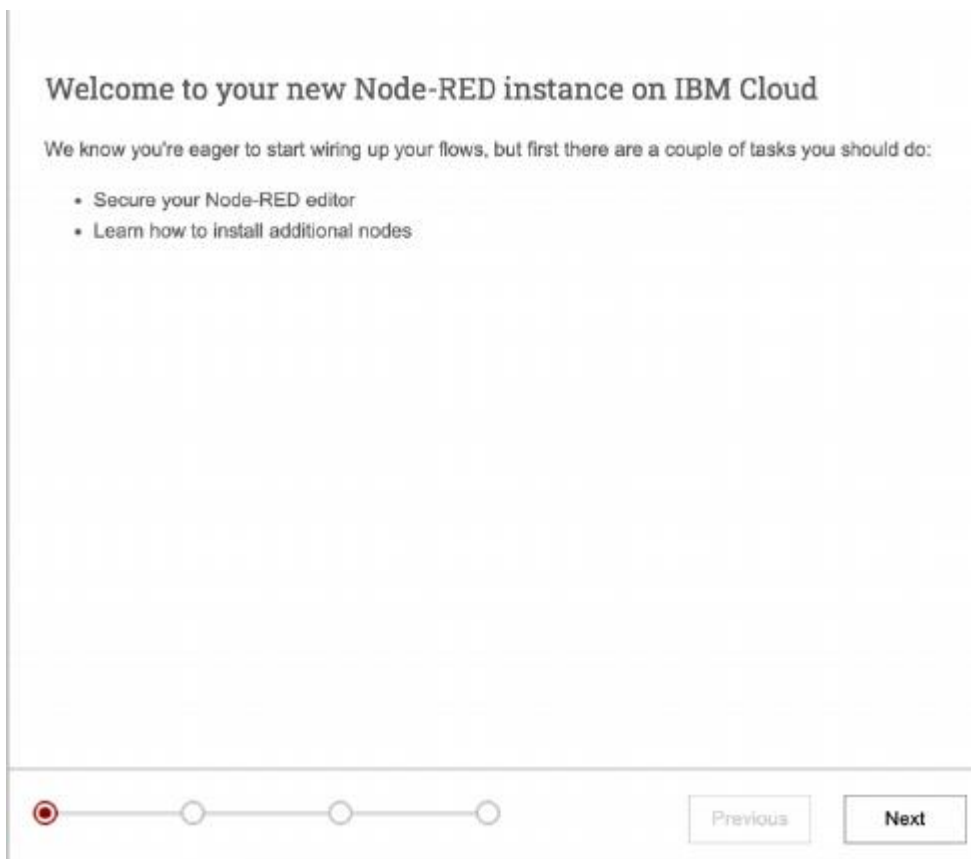 Welcome to your new Node-RED instance on IBM Cloud
We know you're eager to start wiring up your flows, but first there are a couple of tasks you should do:
• Secure your Node-RED editor
• Learn how to install additional nodes
Previous
Next